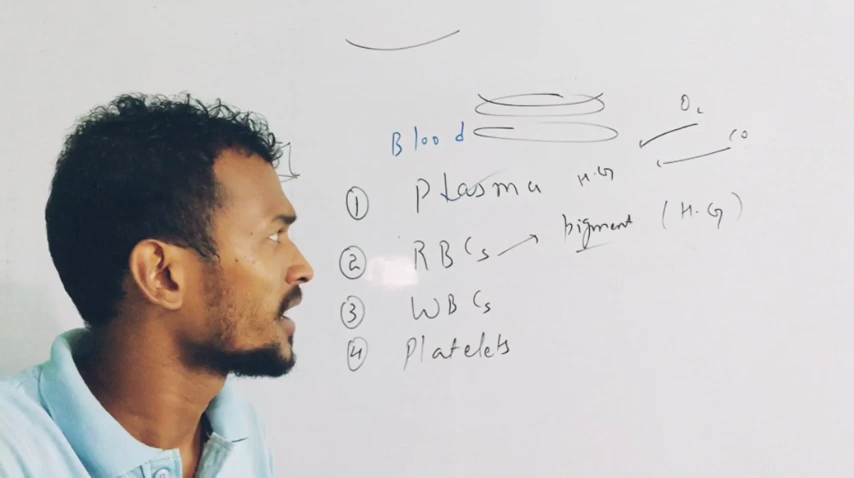 O₂
Blood
CO
① Plasma H.G
② RBCs → pigment (H.G)
③ WBCs
④ Platelets